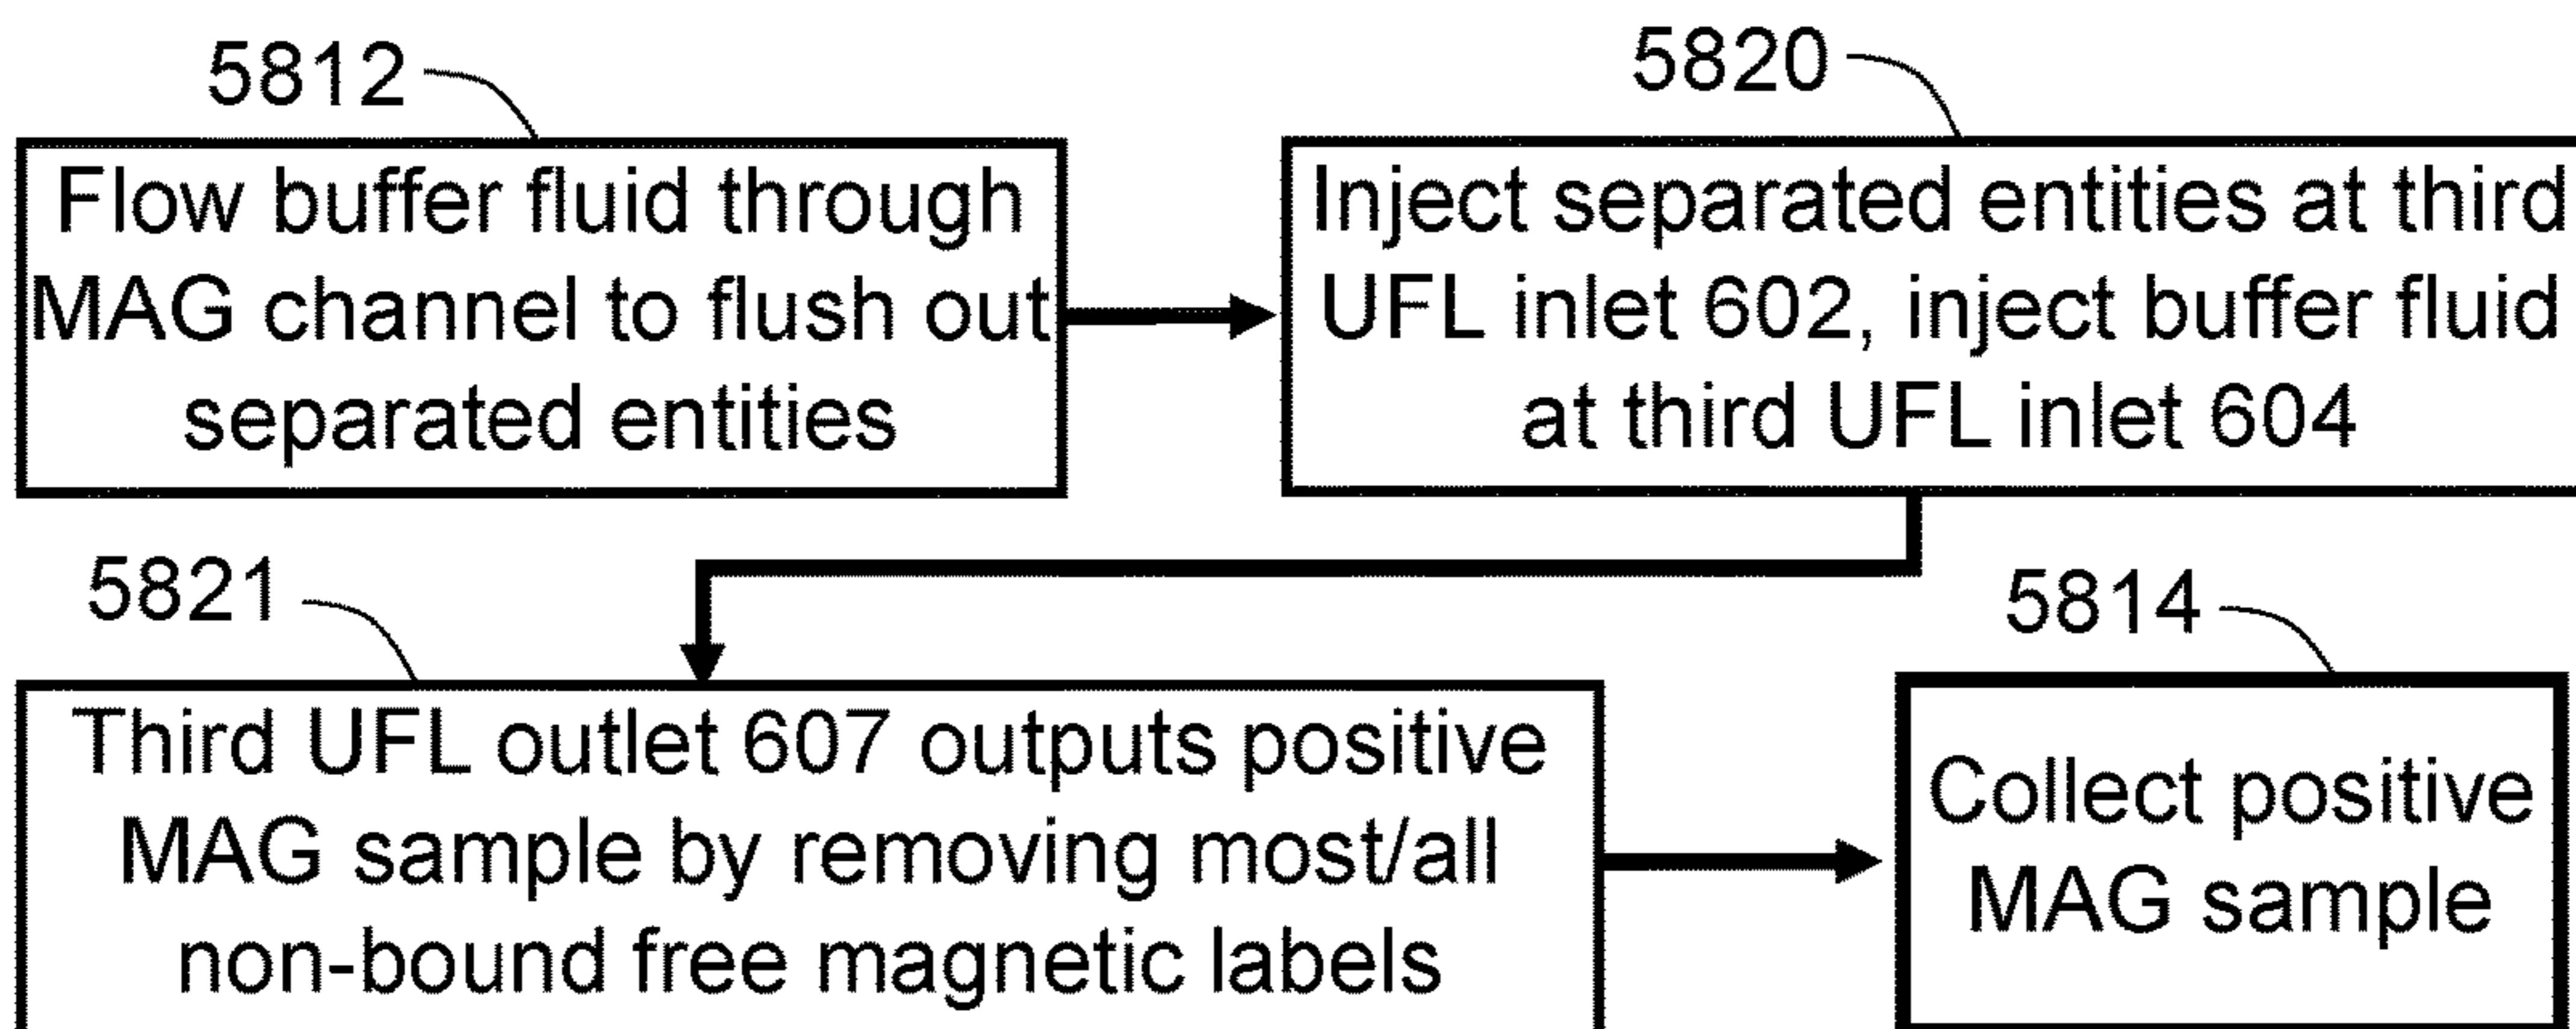 5812
Flow buffer fluid through
MAG channel to flush out
separated entities
5820
Inject separated entities at third
UFL inlet 602, inject buffer fluid
at third UFL inlet 604
5821
Third UFL outlet 607 outputs positive
MAG sample by removing most/all
non-bound free magnetic labels
5814
Collect positive
MAG sample